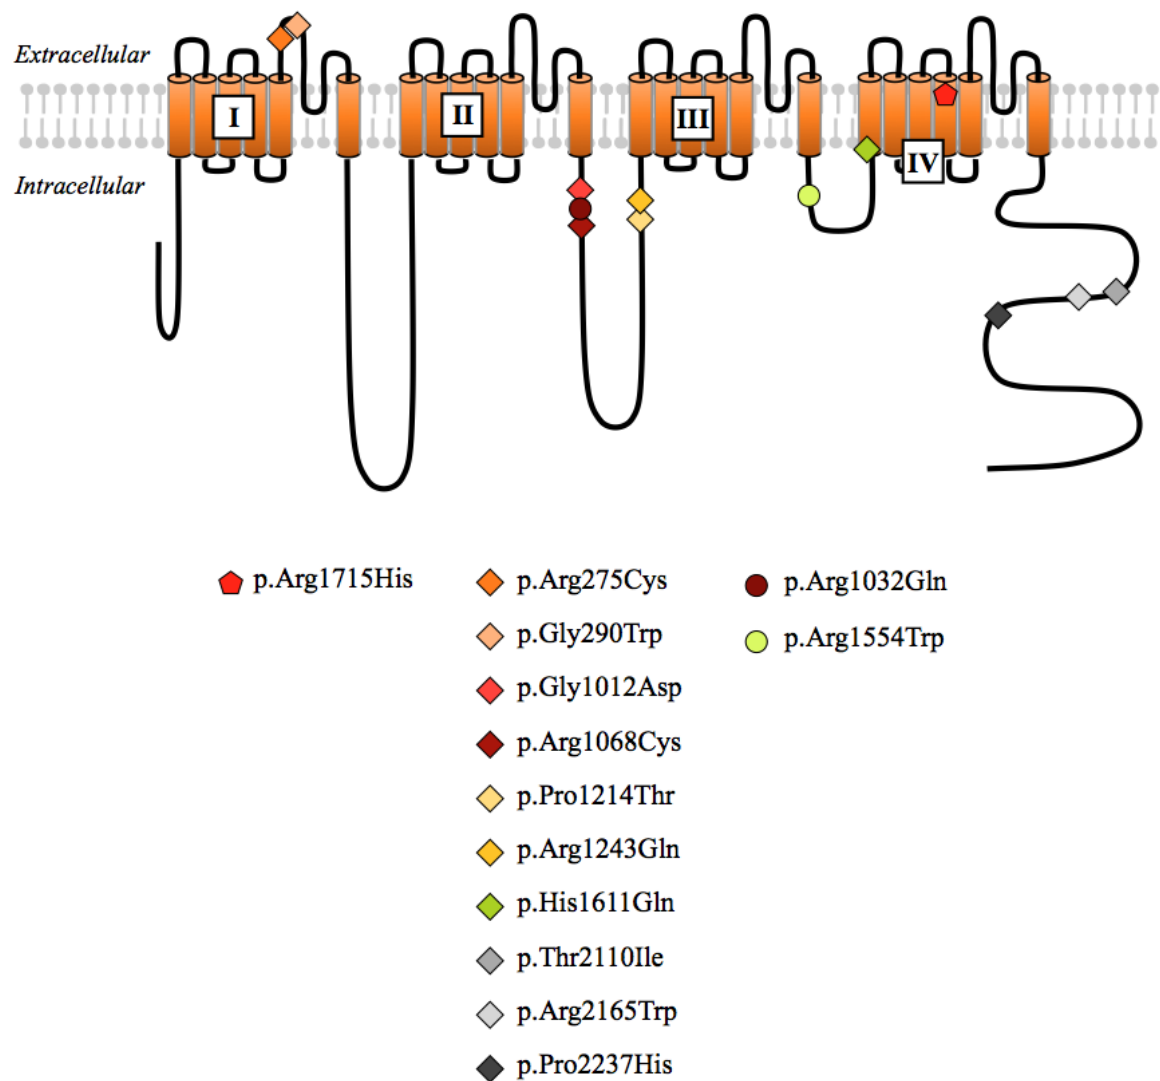 Extracellular
I
II
III
IV
Intracellular
p.Arg1715His
p.Arg275Cys
p.Arg1032Gln
p.Gly290Trp
p.Arg1554Trp
p.Gly1012Asp
p.Arg1068Cys
p.Pro1214Thr
p.Arg1243Gln
p.His1611Gln
p.Thr2110Ile
p.Arg2165Trp
p.Pro2237His